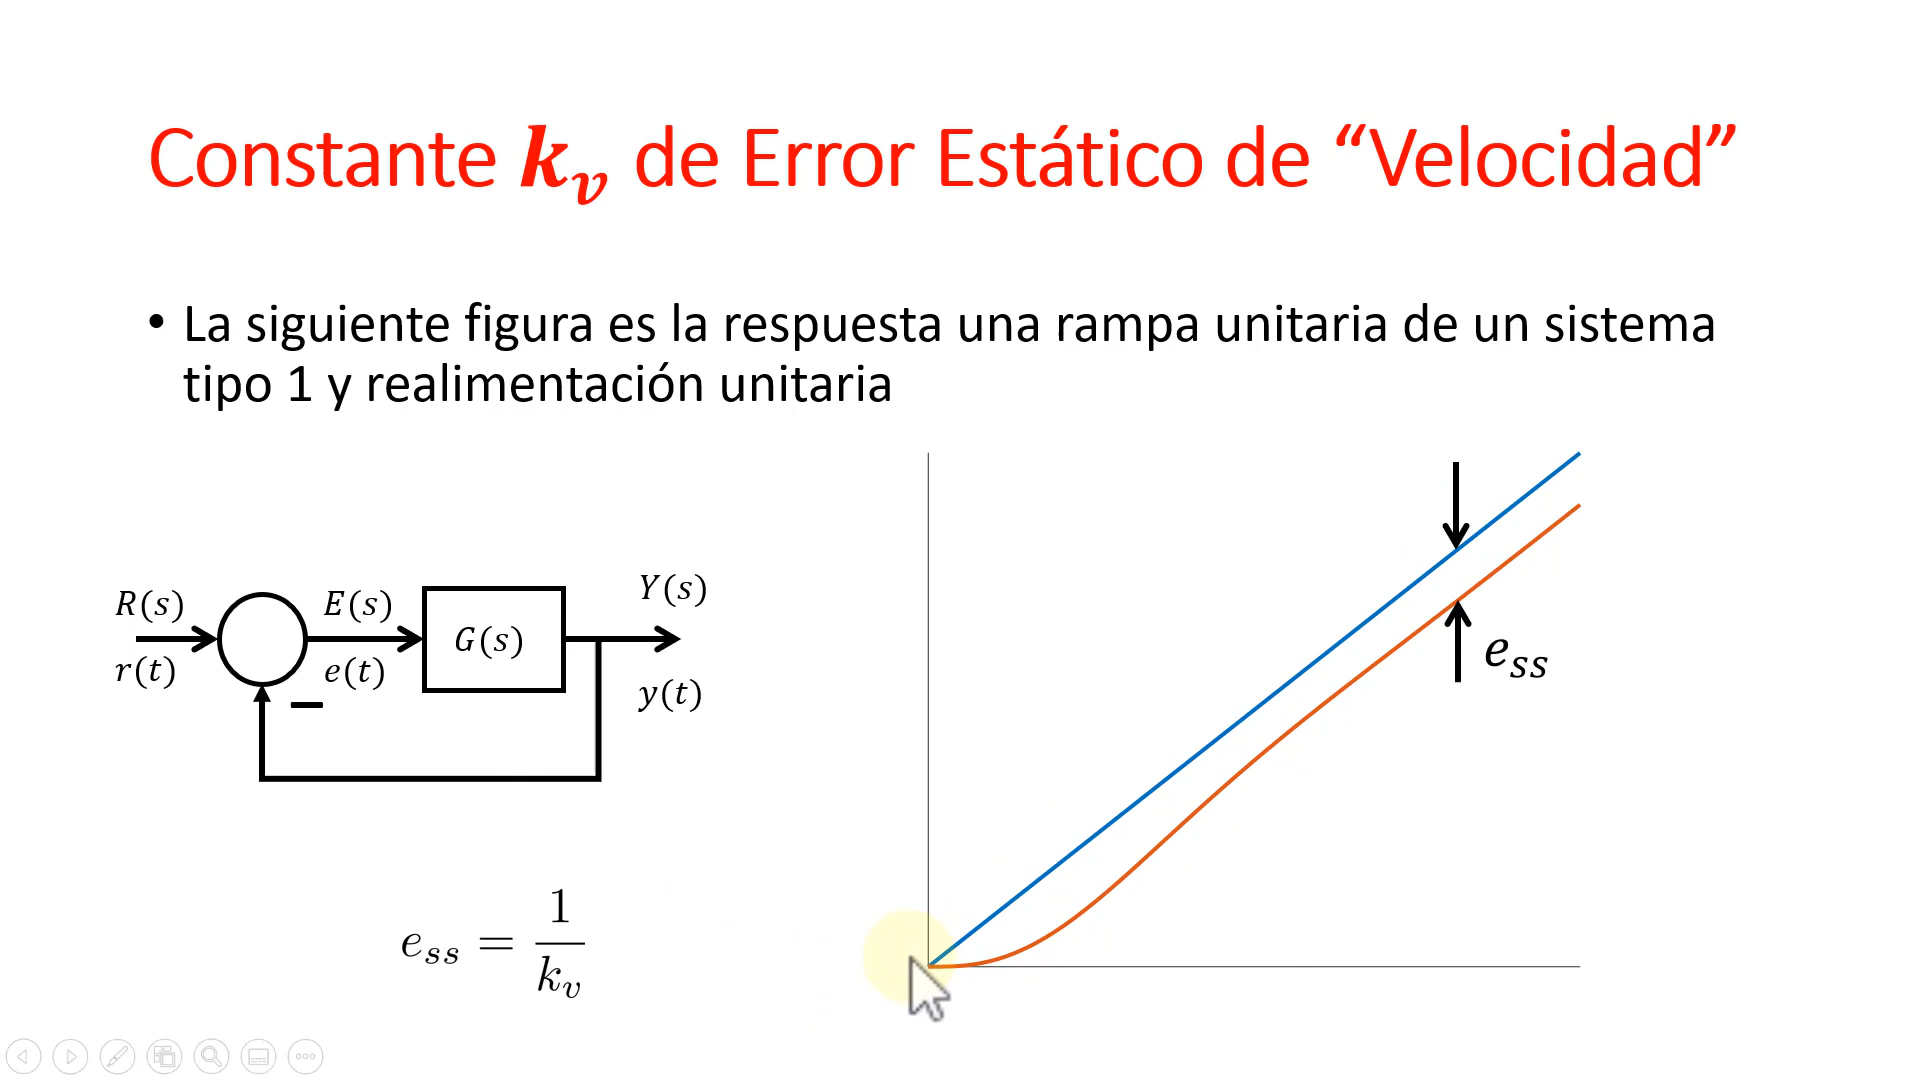 Constante k_v de Error Estático de “Velocidad”
• La siguiente figura es la respuesta una rampa unitaria de un sistema
tipo 1 y realimentación unitaria
R(s)
r(t)
E(s)
e(t)
G(s)
Y(s)
y(t)
e_ss
e_ss = 1/k_v